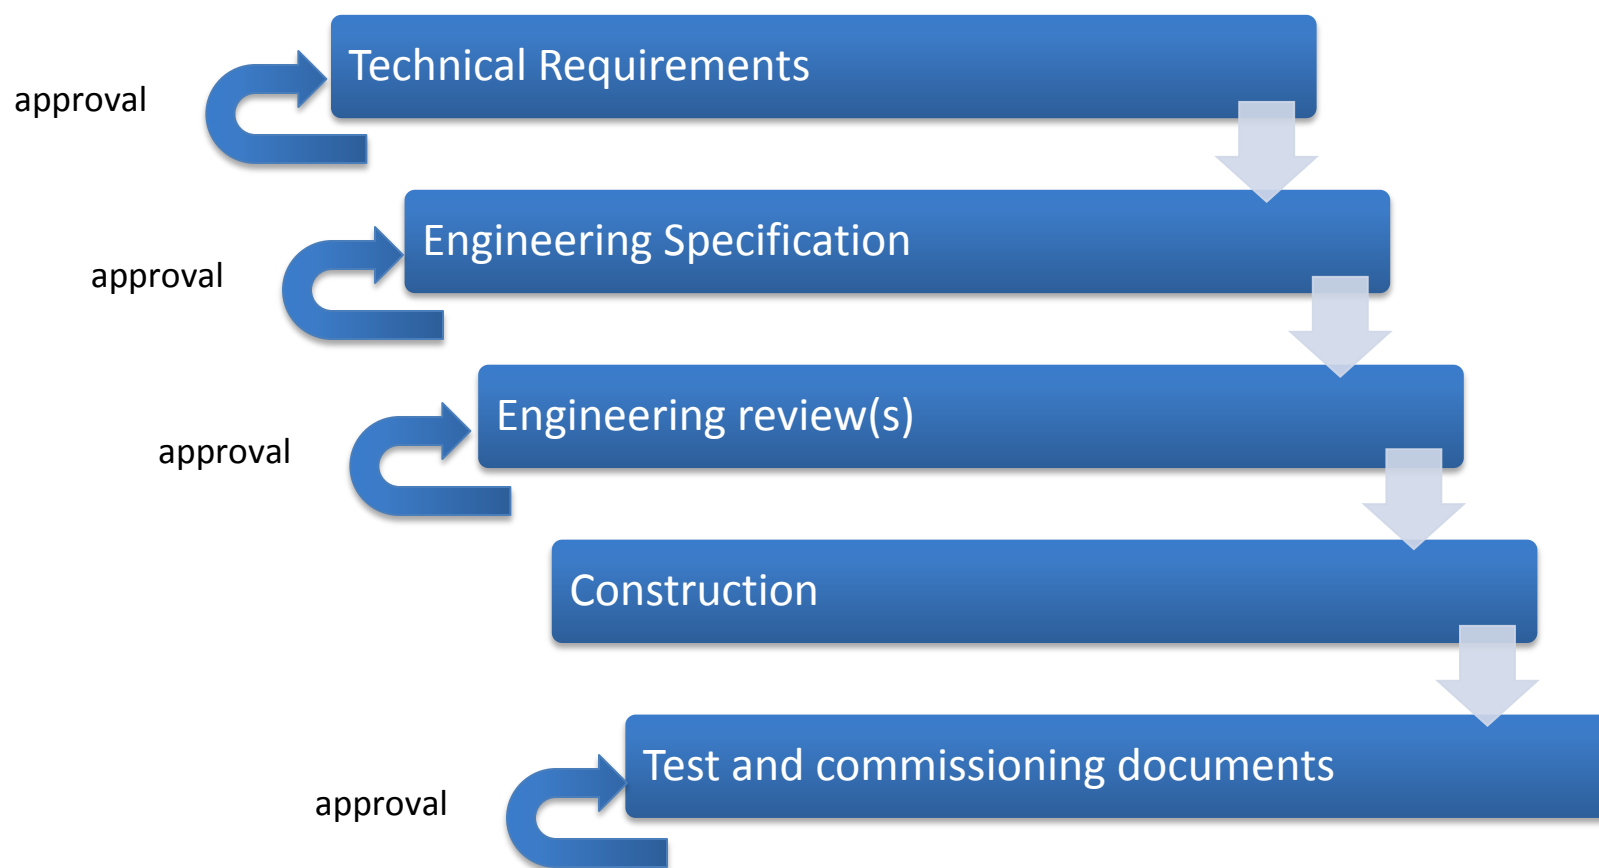 Technical Requirements
approval
Engineering Specification
approval
Engineering review(s)
approval
Construction
Test and commissioning documents
approval